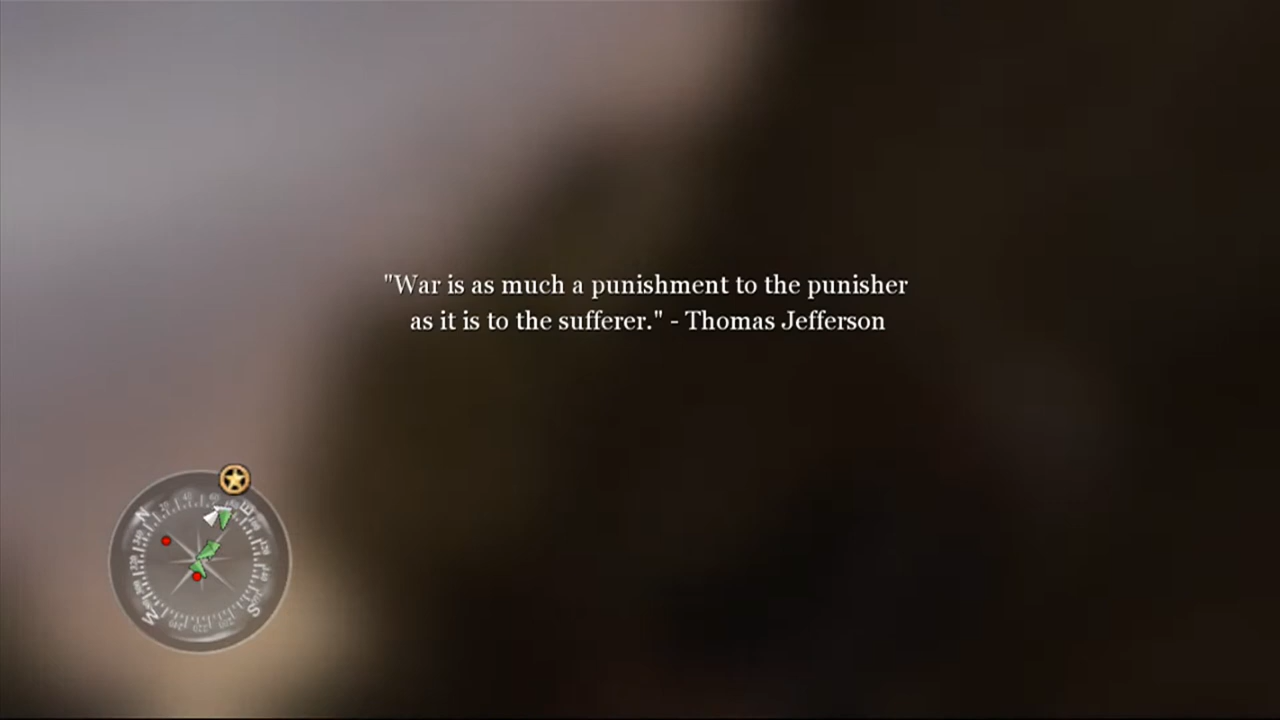 "War is as much a punishment to the punisher
as it is to the sufferer." - Thomas Jefferson
N
E
S
W